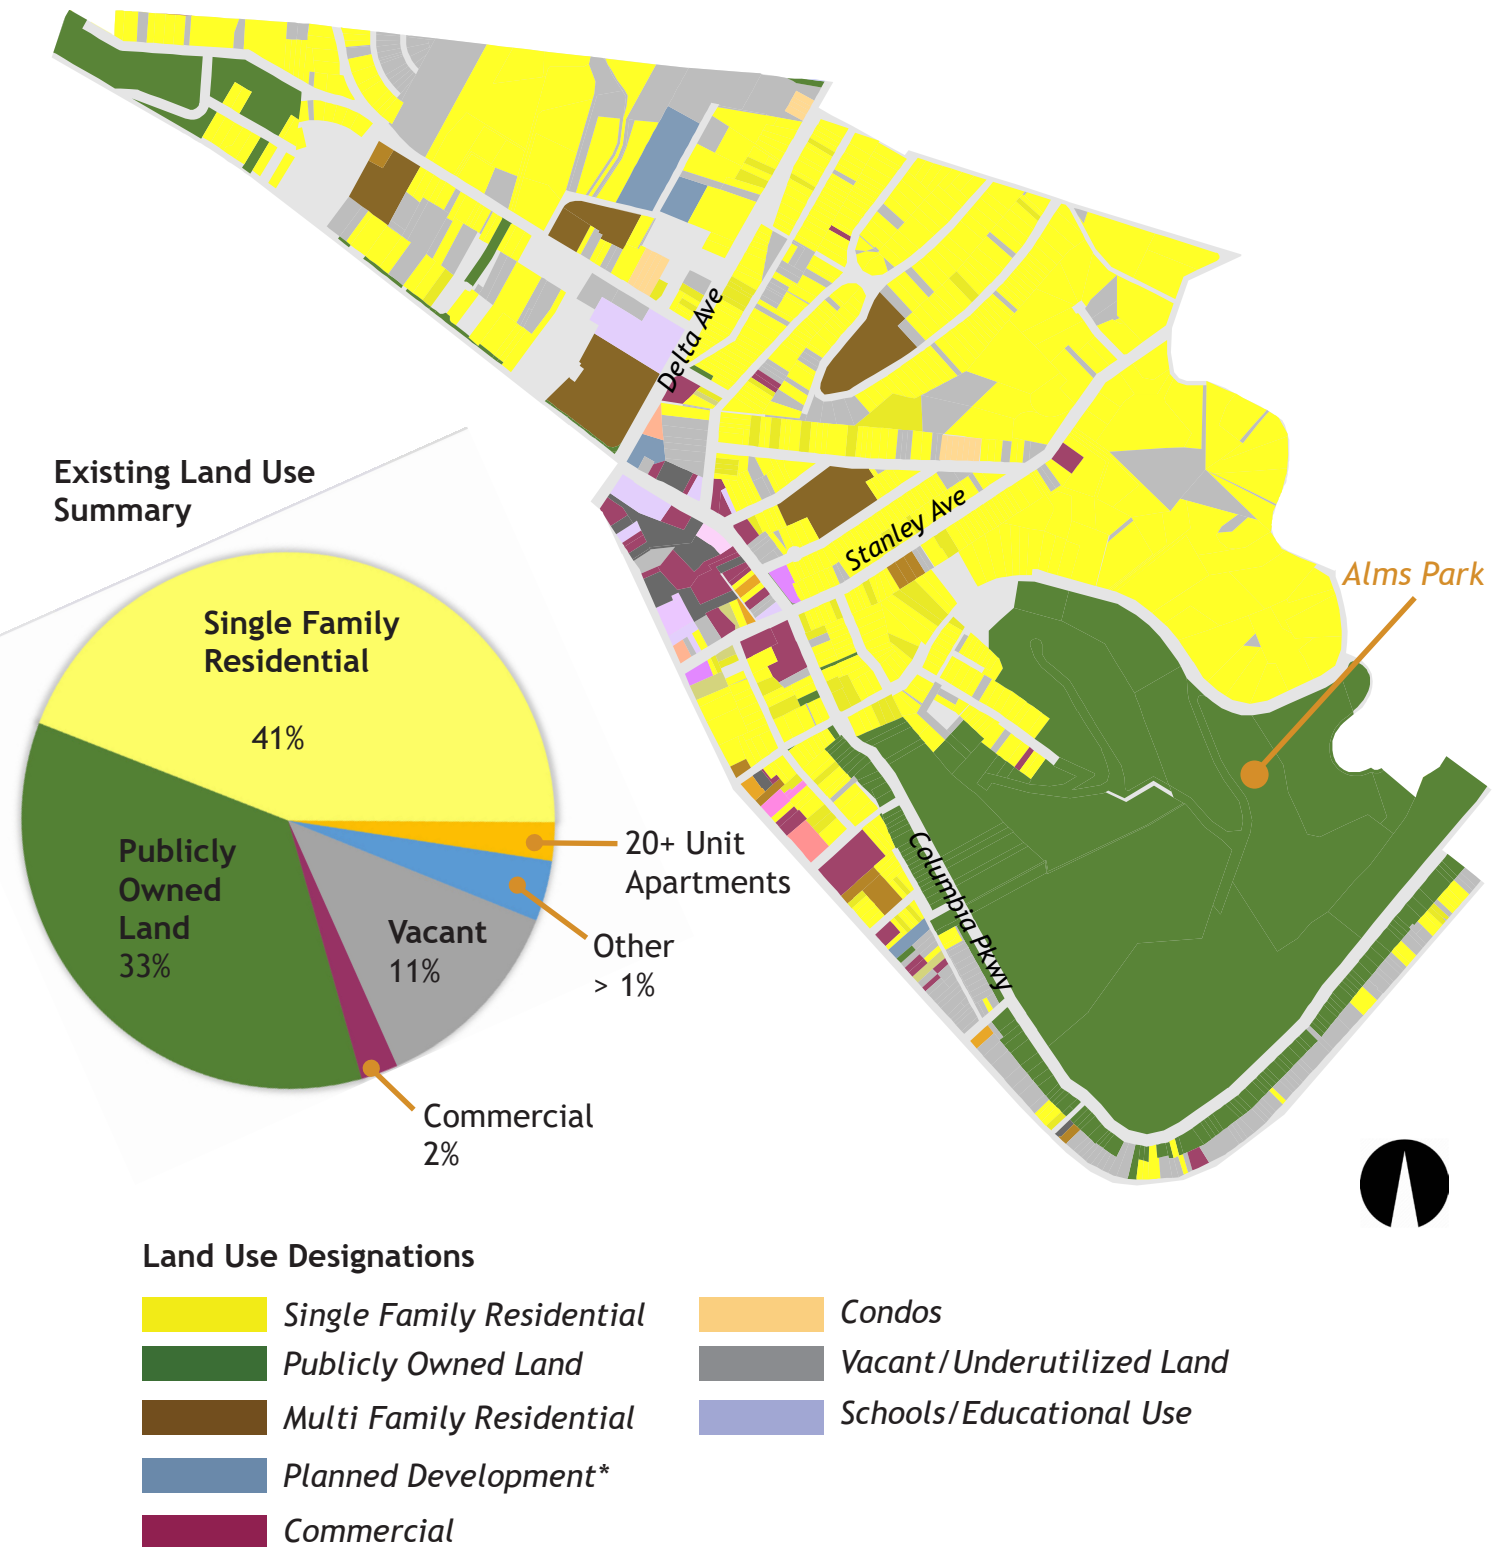 Delta Ave
Existing Land Use
Summary
Stanley Ave
Alms Park
Single Family
Residential
41%
Publicly
Owned
Land
33%
20+ Unit
Apartments
Vacant
11%
Other
> 1%
Columbia Pkwy
Commercial
2%
Land Use Designations
Single Family Residential
Publicly Owned Land
Multi Family Residential
Planned Development*
Commercial
Condos
Vacant/Underutilized Land
Schools/Educational Use